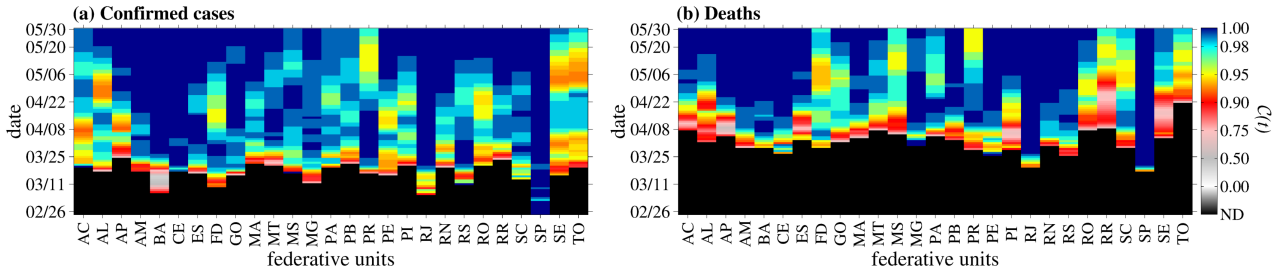 (a) Confirmed cases
(b) Deaths
05/30
05/20
05/06
04/22
04/08
03/25
03/11
02/26
date
AC AL AP AM BA CE ES FD GO MA MT MS MG PA PB PR PE PI RJ RN RS RO RR SC SP SE TO
federative units
05/30
05/20
05/06
04/22
04/08
03/25
03/11
02/26
date
AC AL AP AM BA CE ES FD GO MA MT MS MG PA PB PR PE PI RJ RN RS RO RR SC SP SE TO
federative units
1.00
0.98
0.95
0.90
0.75
0.50
0.00
ND
C(t)